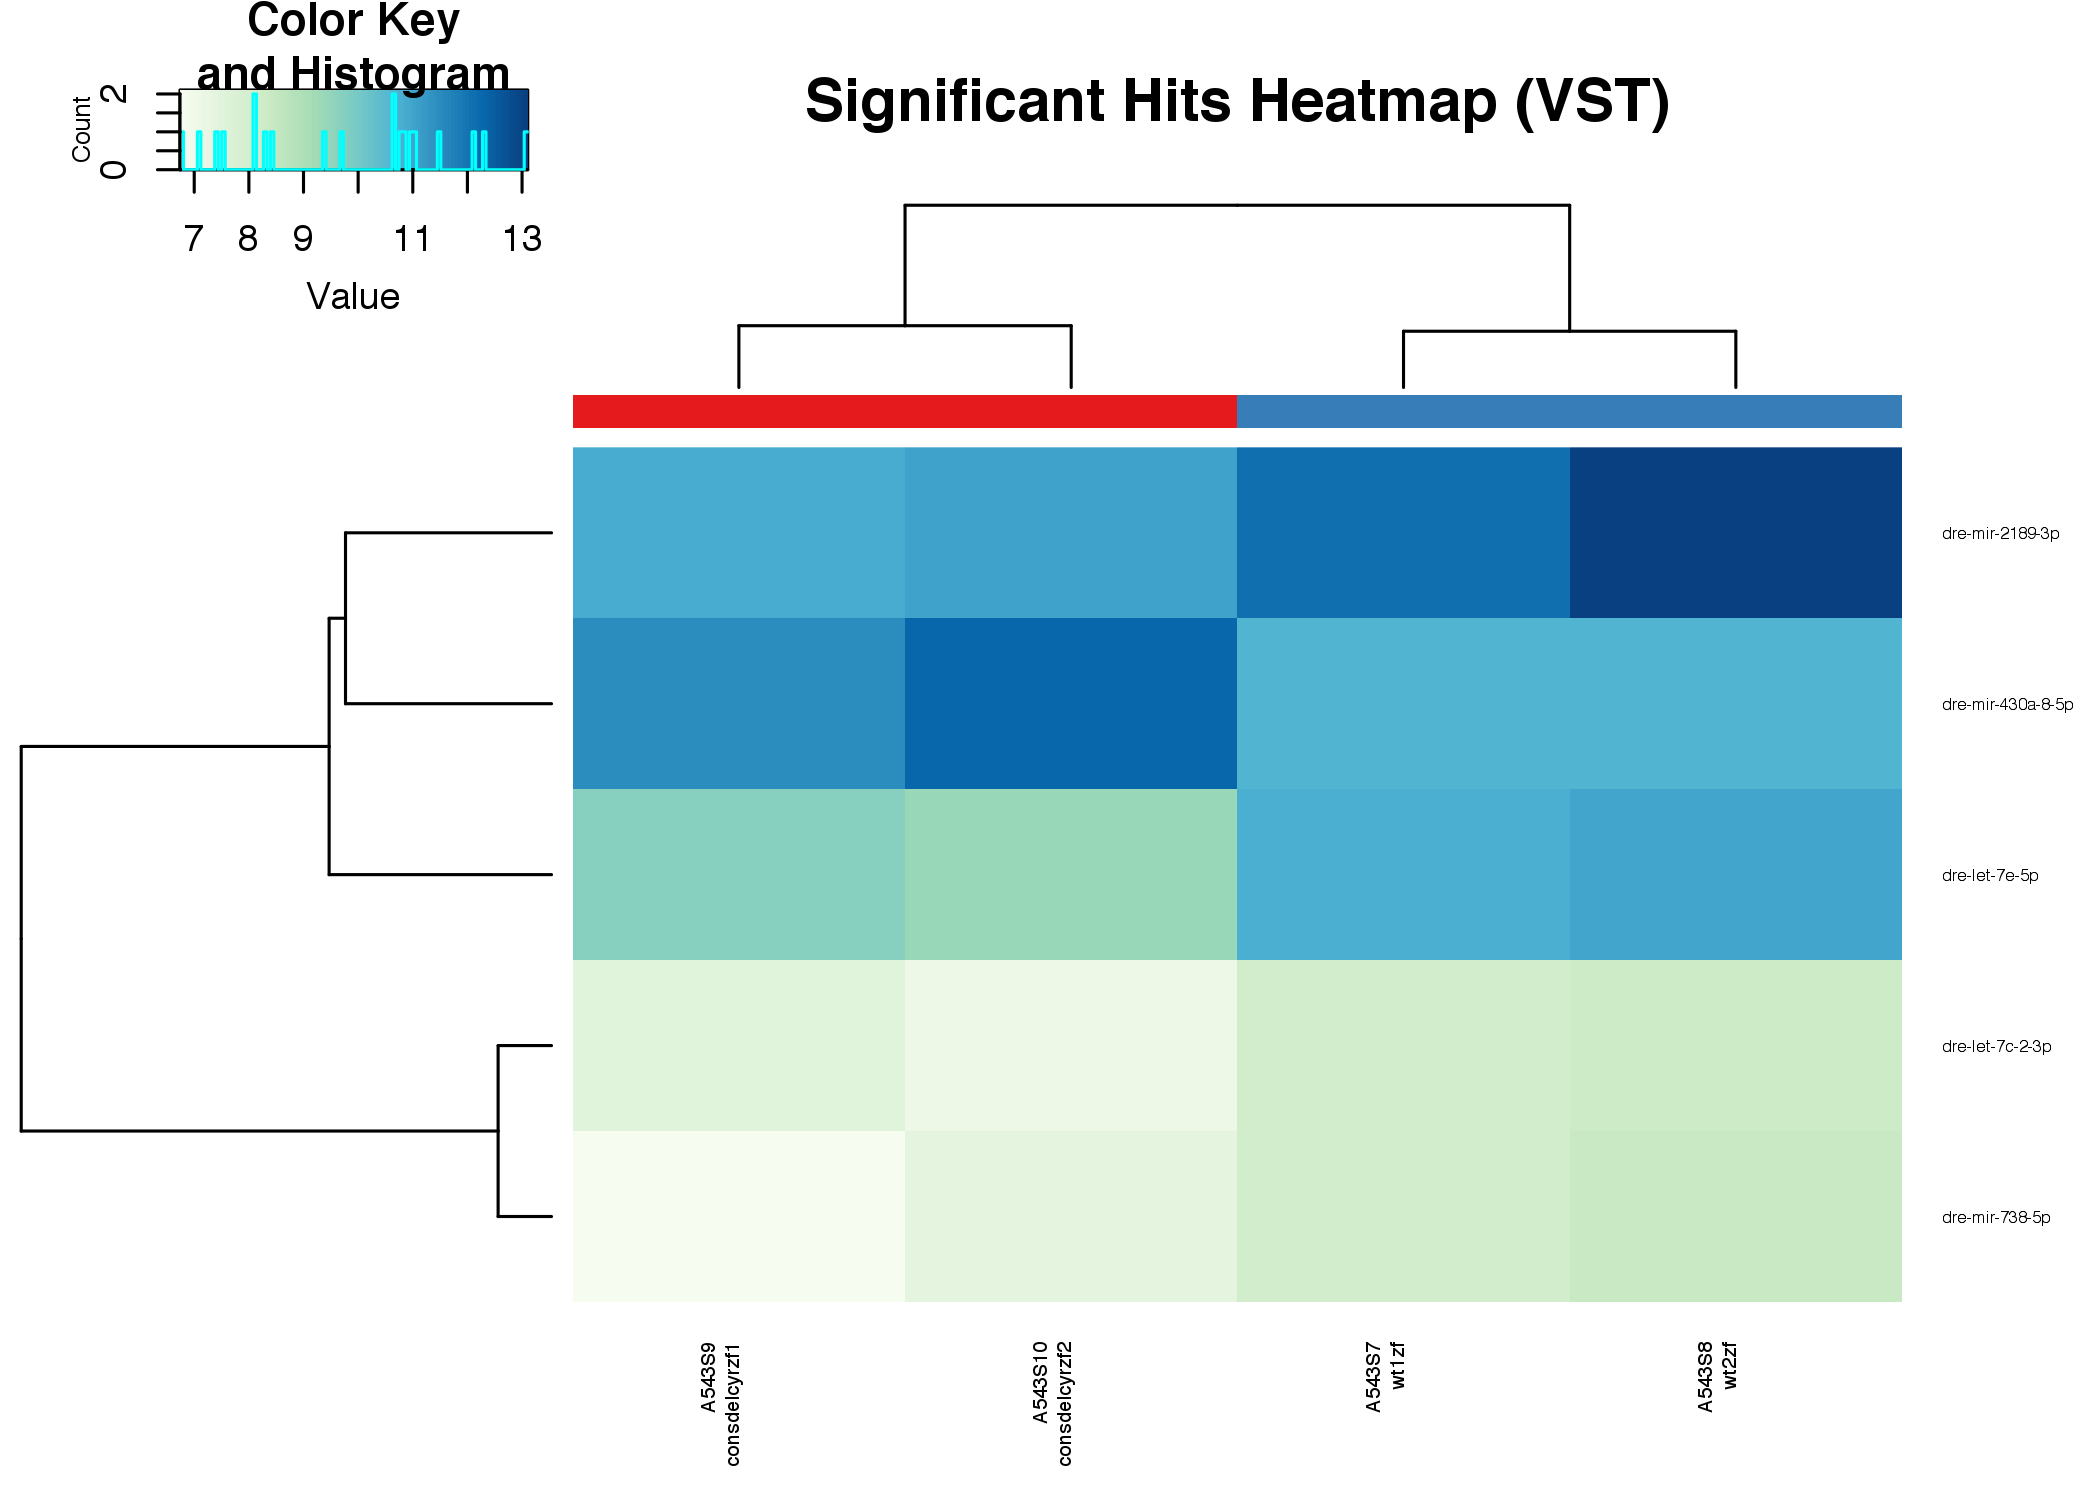 Color Key
and Histogram
Count
0 2
7 8 9 11 13
Value
Significant Hits Heatmap (VST)
dre-mir-2189-3p
dre-mir-430a-8-5p
dre-let-7e-5p
dre-let-7c-2-3p
dre-mir-738-5p
A543S9
consdelcyrzf1
A543S10
consdelcyrzf2
A543S7
wt1zf
A543S8
wt2zf